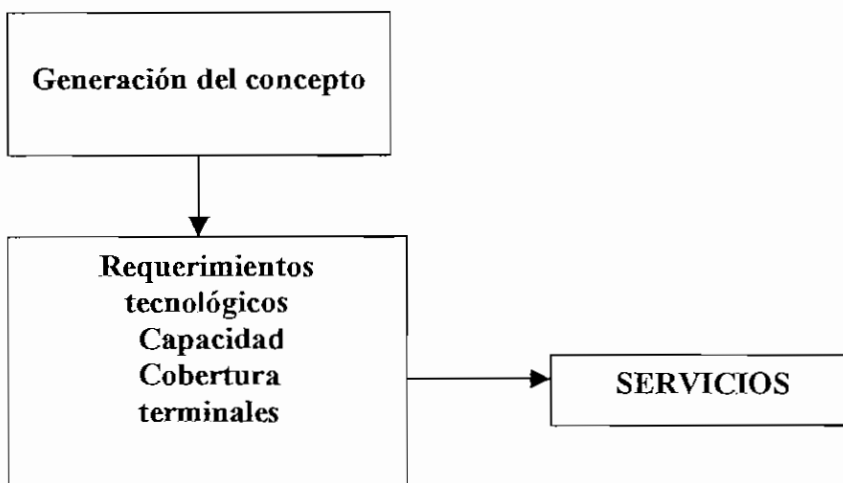 Generación del concepto
Requerimientos
tecnológicos
Capacidad
Cobertura
terminales
SERVICIOS